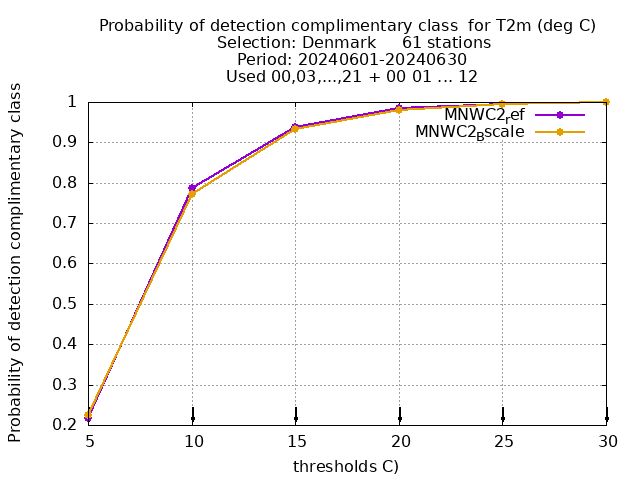 Probability of detection complimentary class  for T2m (deg C)
Selection: Denmark     61 stations
Period: 20240601-20240630
Used 00,03,...,21 + 00 01 ... 12
Probability of detection complimentary class
1
0.9
0.8
0.7
0.6
0.5
0.4
0.3
0.2
MNWC2ref
MNWC2Bscale
5 10 15 20 25 30
thresholds C)